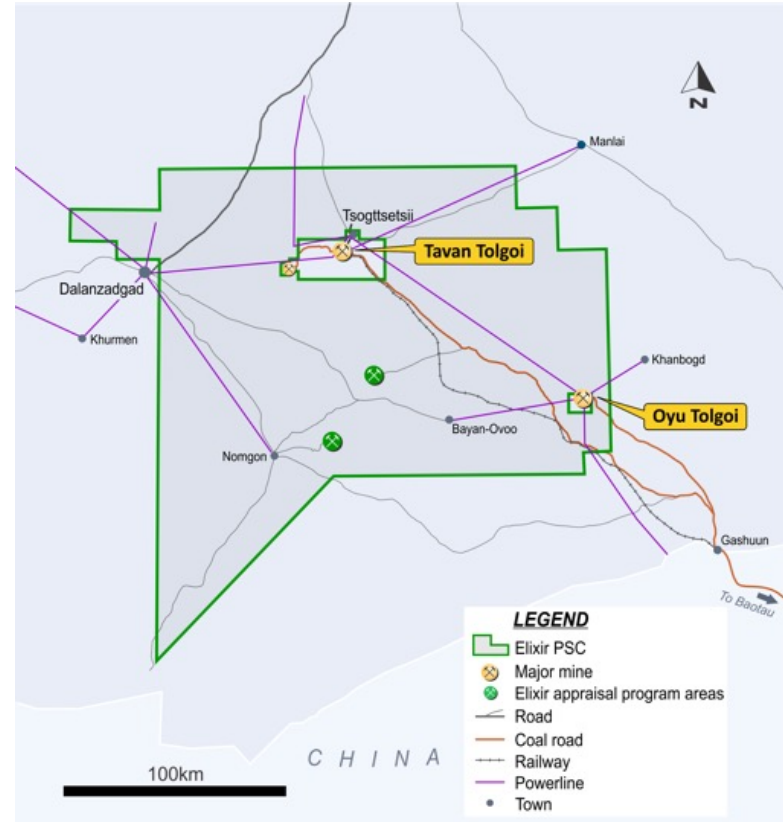 N
Manlai
Tsogttsetsii
Tavan Tolgoi
Dalanzadgad
Khurmen
Khanbogd
Oyu Tolgoi
Bayan-Ovoo
Nomgon
Gashuun
To Baotau
LEGEND
Elixir PSC
Major mine
Elixir appraisal program areas
Road
Coal road
Railway
Powerline
Town
CHINA
100km